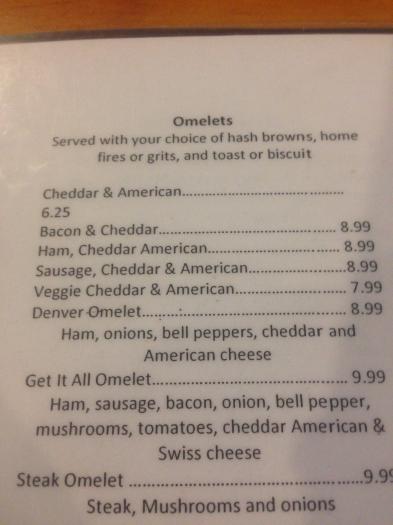 Omelets
Served with your choice of hash browns, home
fires or grits, and toast or biscuit
Cheddar & American.......................................
6.25
Bacon & Cheddar.......................................... 8.99
Ham, Cheddar American................................. 8.99
Sausage, Cheddar & American.......................8.99
Veggie Cheddar & American.......................... 7.99
Denver Omelet............................................. 8.99
Ham, onions, bell peppers, cheddar and
American cheese
Get It All Omelet............................................. 9.99
Ham, sausage, bacon, onion, bell pepper,
mushrooms, tomatoes, cheddar American &
Swiss cheese
Steak Omelet .................................................9.99
Steak, Mushrooms and onions